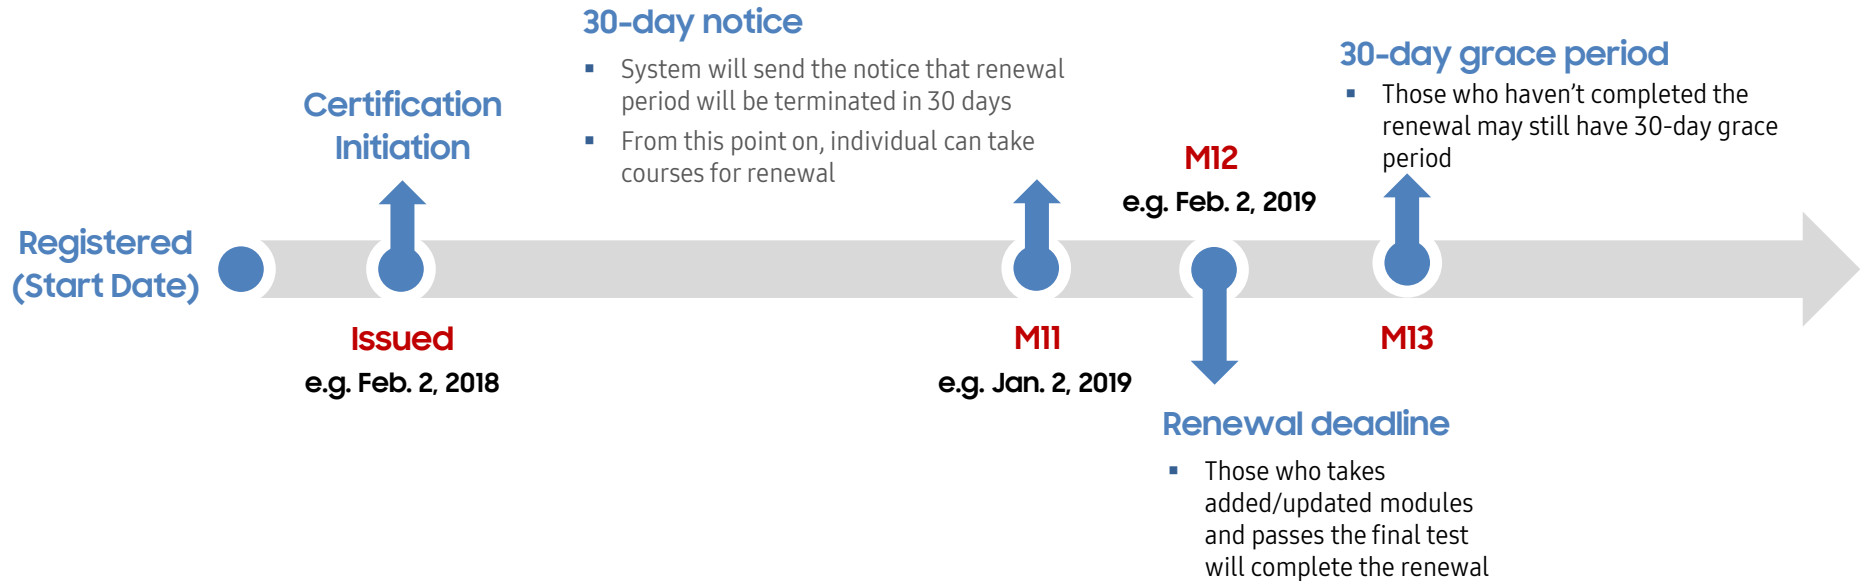 Registered
(Start Date)
Certification
Initiation
Issued
e.g. Feb. 2, 2018
30-day notice
▪ System will send the notice that renewal
period will be terminated in 30 days
▪ From this point on, individual can take
courses for renewal
M11
e.g. Jan. 2, 2019
M12
e.g. Feb. 2, 2019
Renewal deadline
▪ Those who takes
added/updated modules
and passes the final test
will complete the renewal
30-day grace period
▪ Those who haven’t completed the
renewal may still have 30-day grace
period
M13